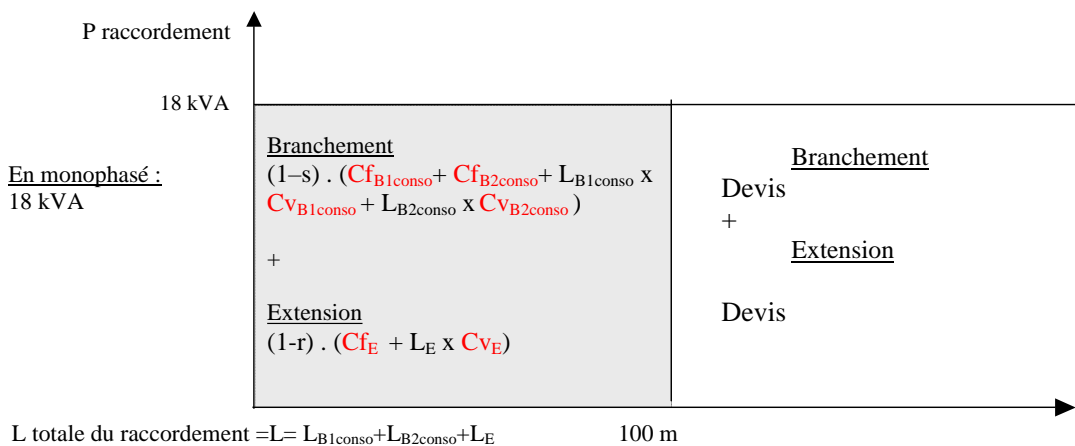 P raccordement
18 kVA
En monophasé :
18 kVA
Branchement
(1–s) . (CfB1conso+ CfB2conso+ LB1conso x
CvB1conso + LB2conso x CvB2conso )
+
Extension
(1-r) . (CfE + LE x CvE)
Branchement
Devis
+
Extension
Devis
L totale du raccordement =L= LB1conso+LB2conso+LE
100 m